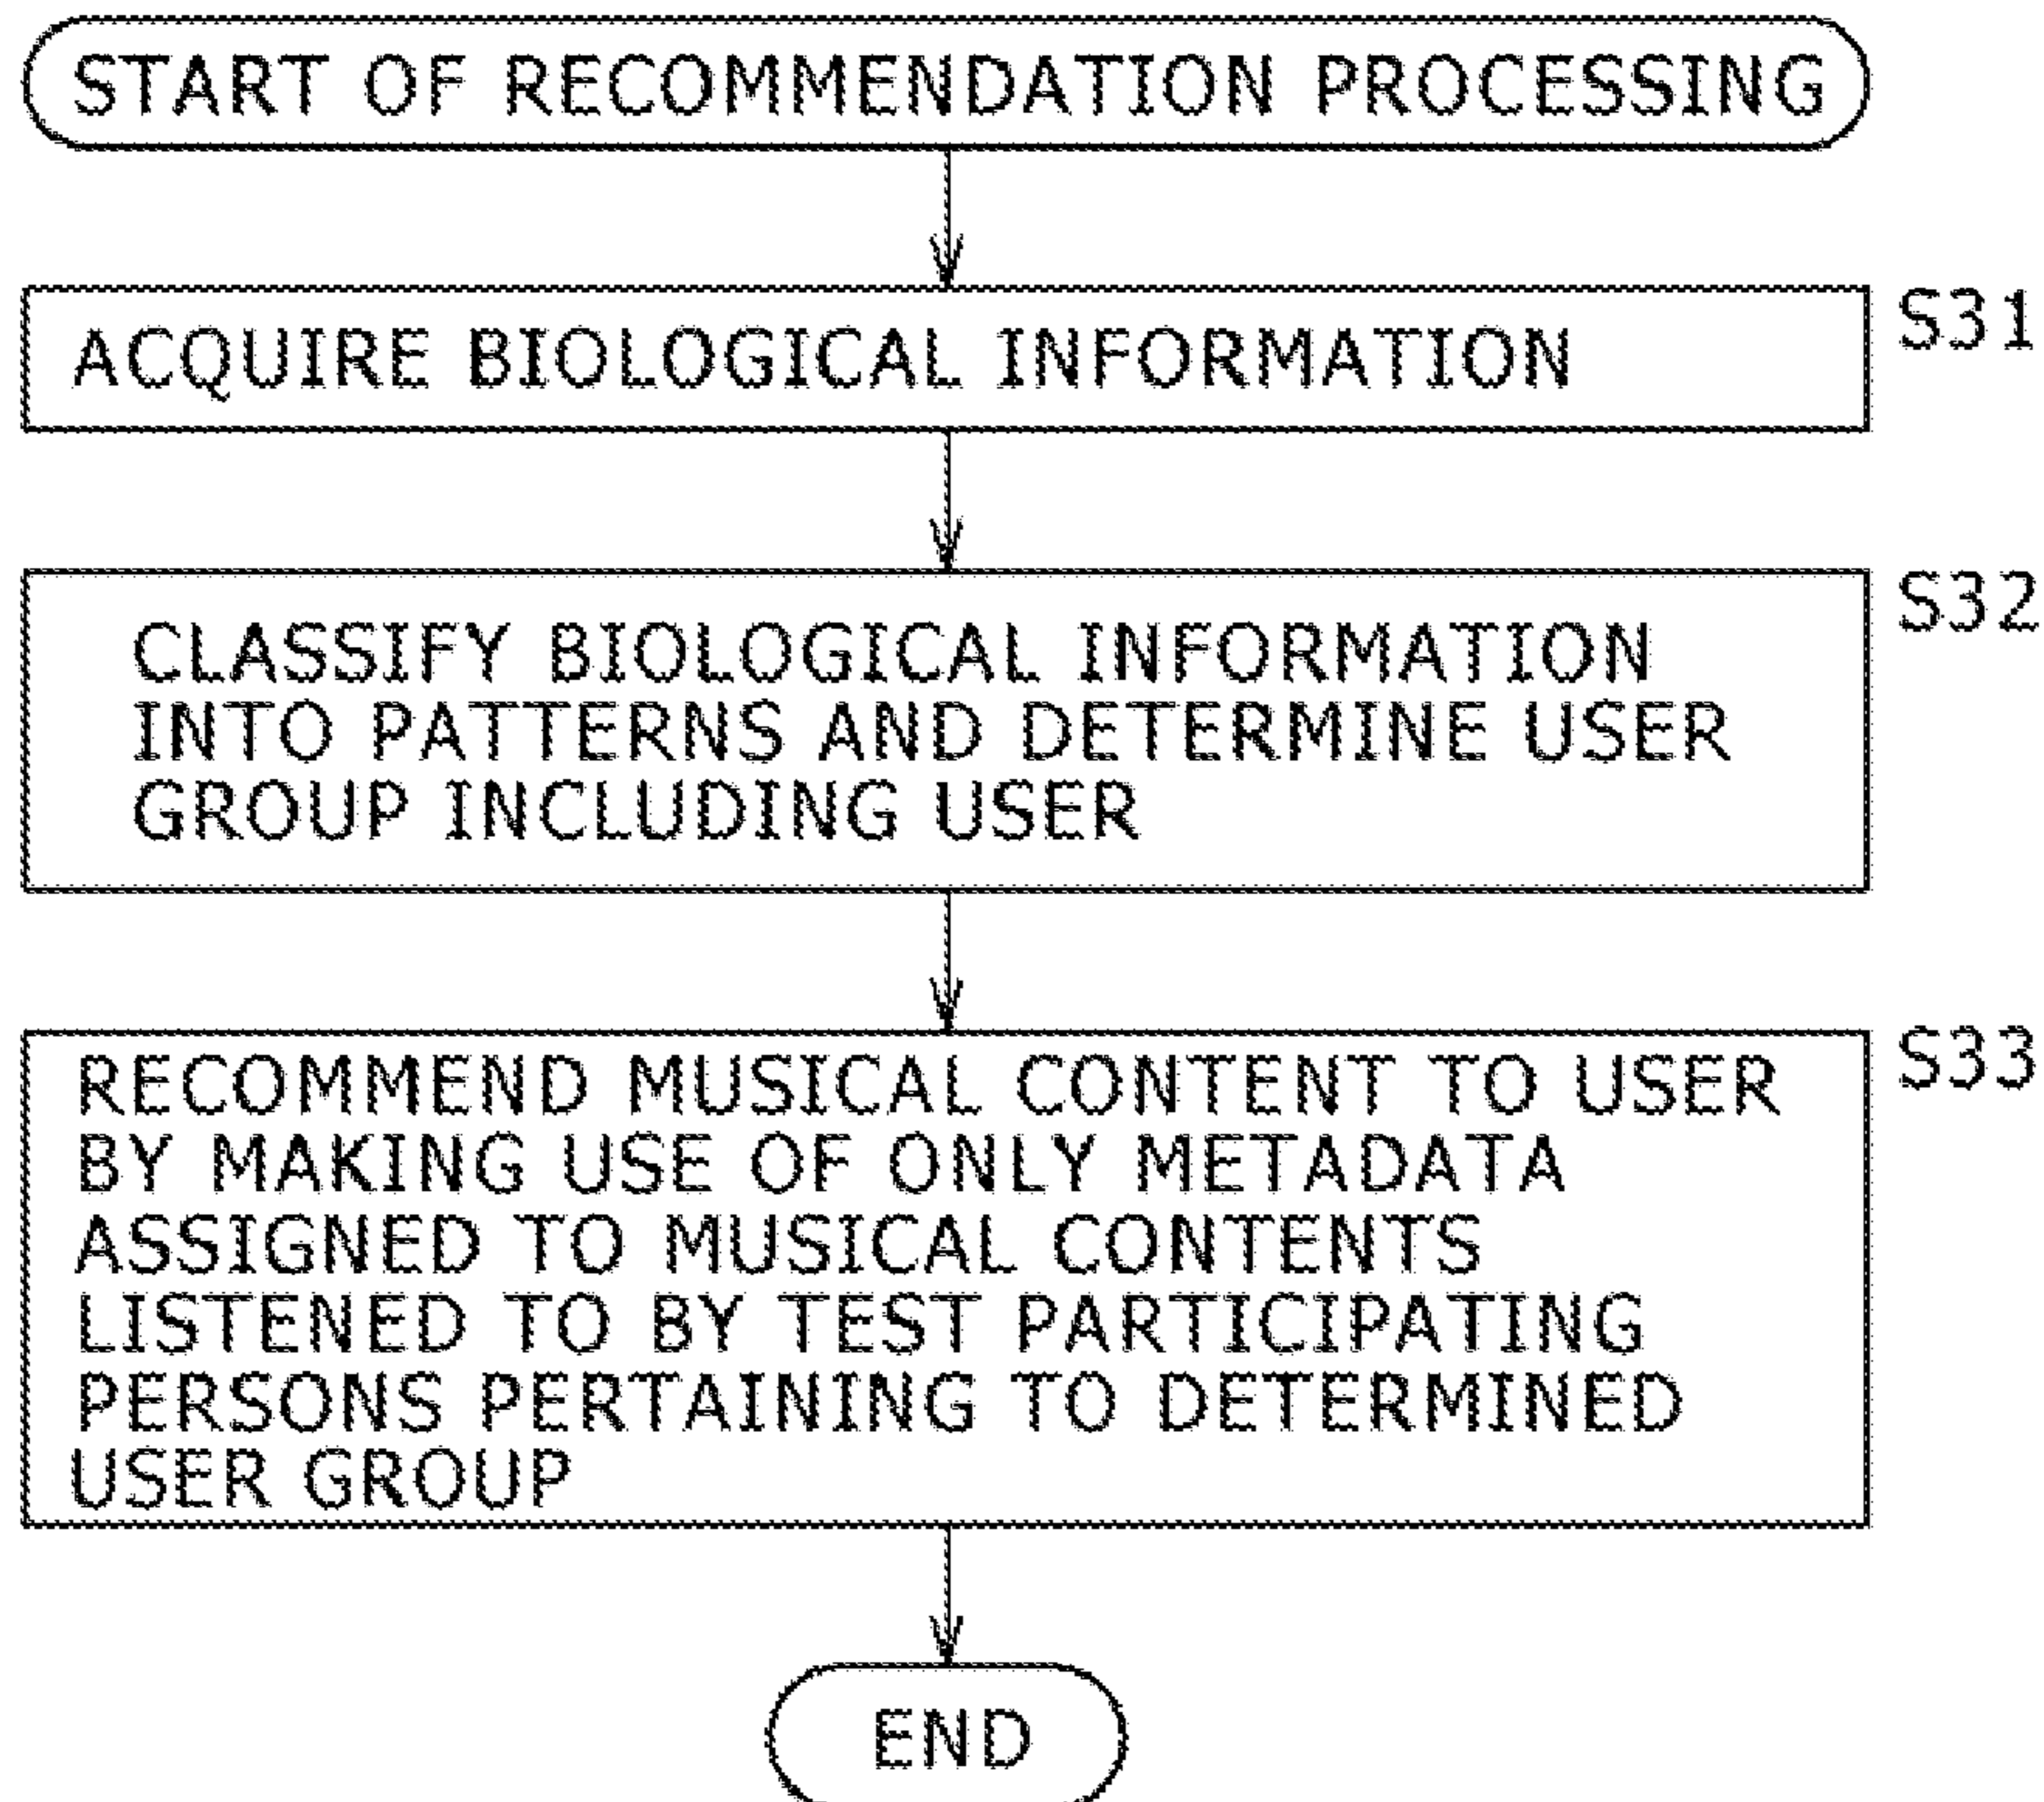 START OF RECOMMENDATION PROCESSING
ACQUIRE BIOLOGICAL INFORMATION
S31
CLASSIFY BIOLOGICAL INFORMATION
INTO PATTERNS AND DETERMINE USER
GROUP INCLUDING USER
S32
RECOMMEND MUSICAL CONTENT TO USER
BY MAKING USE OF ONLY METADATA
ASSIGNED TO MUSICAL CONTENTS
LISTENED TO BY TEST PARTICIPATING
PERSONS PERTAINING TO DETERMINED
USER GROUP
S33
END